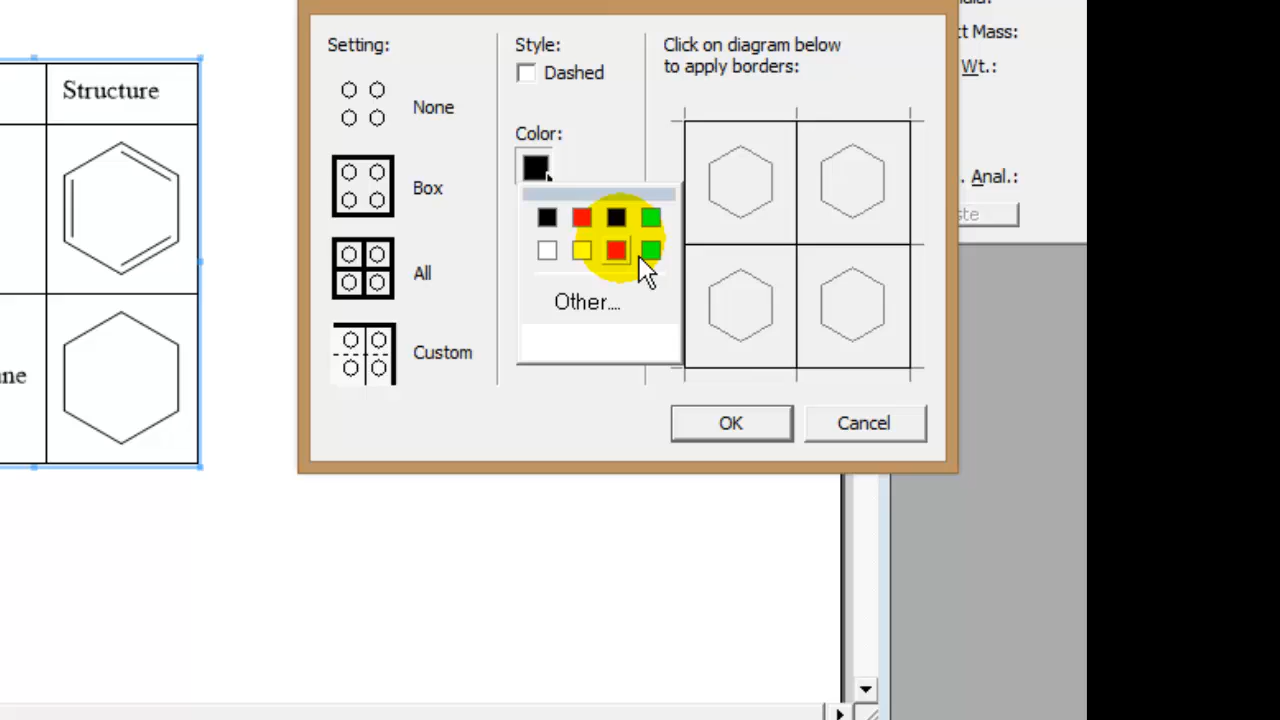 Structure
ne
Setting:
None
Box
All
Custom
Style:
Dashed
Color:
Other....
Click on diagram below
to apply borders:
OK
Cancel
t Mass:
Wt.:
. Anal.:
ste